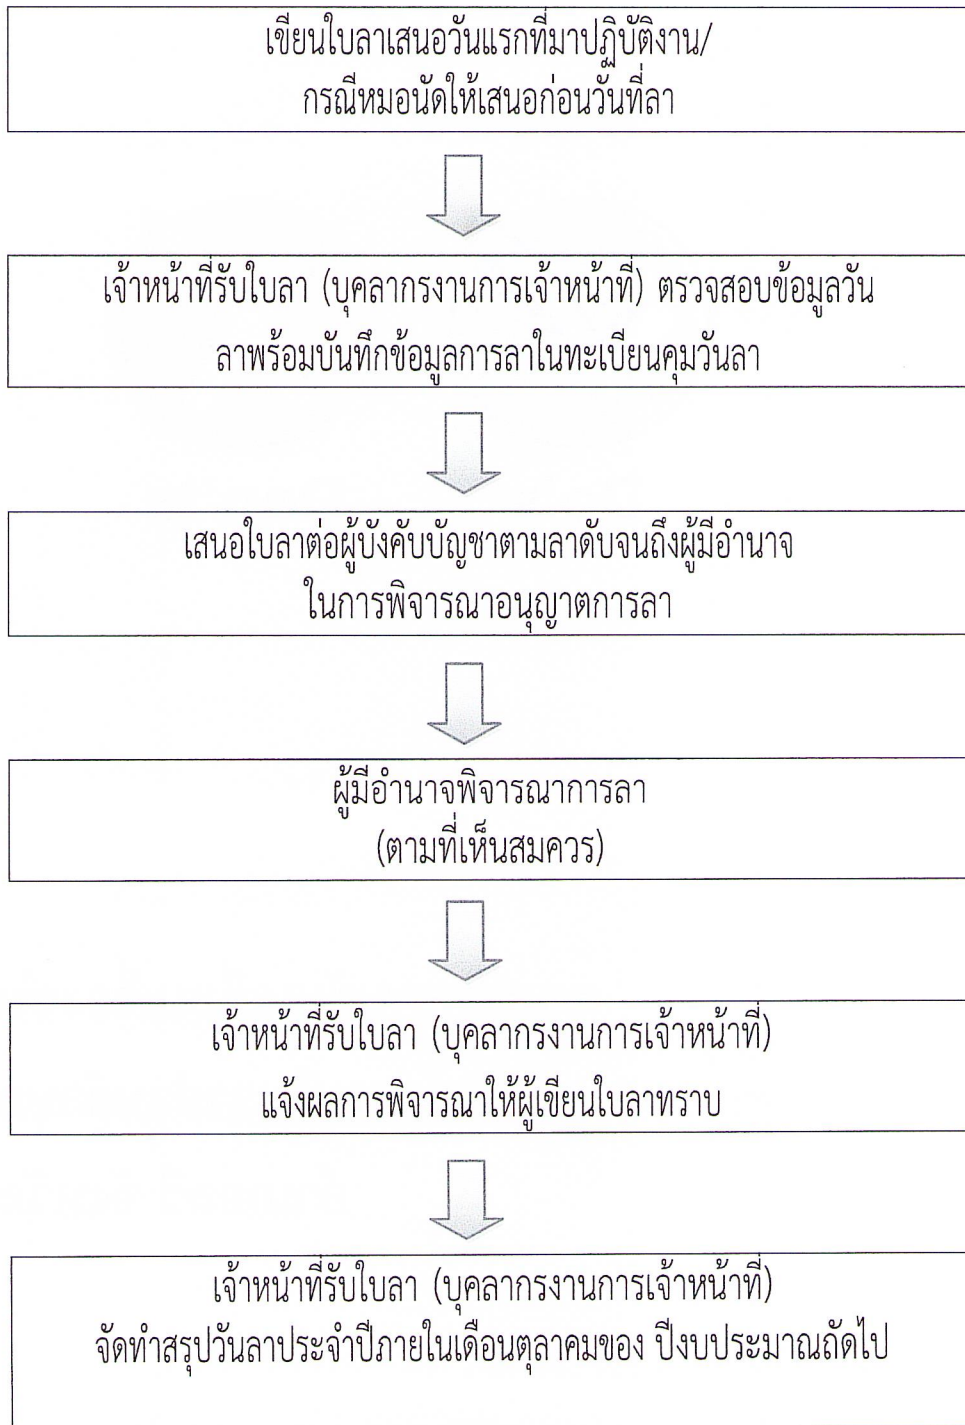 เขียนใบลาเสนอวันแรกที่มาปฏิบัติงาน/
กรณีหมอนัดให้เสนอก่อนวันที่ลา
เจ้าหน้าที่รับใบลา (บุคลากรงานการเจ้าหน้าที่) ตรวจสอบข้อมูลวัน
ลาพร้อมบันทึกข้อมูลการลาในทะเบียนคุมวันลา
เสนอใบลาต่อผู้บังคับบัญชาตามลาดับจนถึงผู้มีอำนาจ
ในการพิจารณาอนุญาตการลา
ผู้มีอำนาจพิจารณาการลา
(ตามที่เห็นสมควร)
เจ้าหน้าที่รับใบลา (บุคลากรงานการเจ้าหน้าที่)
แจ้งผลการพิจารณาให้ผู้เขียนใบลาทราบ
เจ้าหน้าที่รับใบลา (บุคลากรงานการเจ้าหน้าที่)
จัดทำสรุปวันลาประจำปีภายในเดือนตุลาคมของ ปีงบประมาณถัดไป